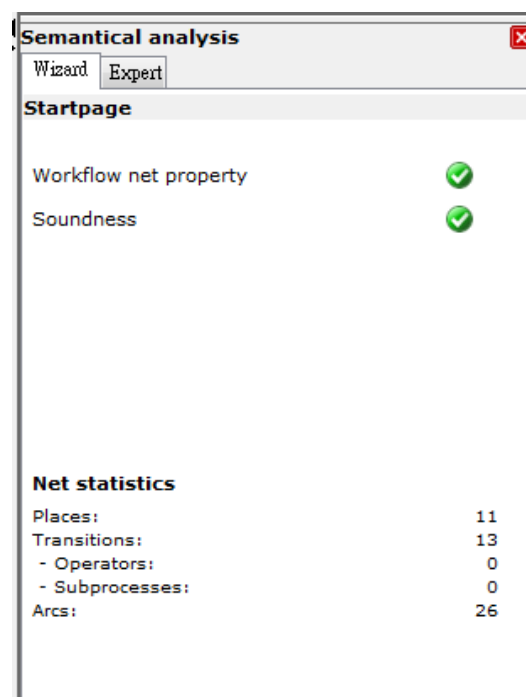 Semantical analysis
Wizard Expert
Startpage
Workflow net property
Soundness
Net statistics
Places: 11
Transitions: 13
- Operators: 0
- Subprocesses: 0
Arcs: 26